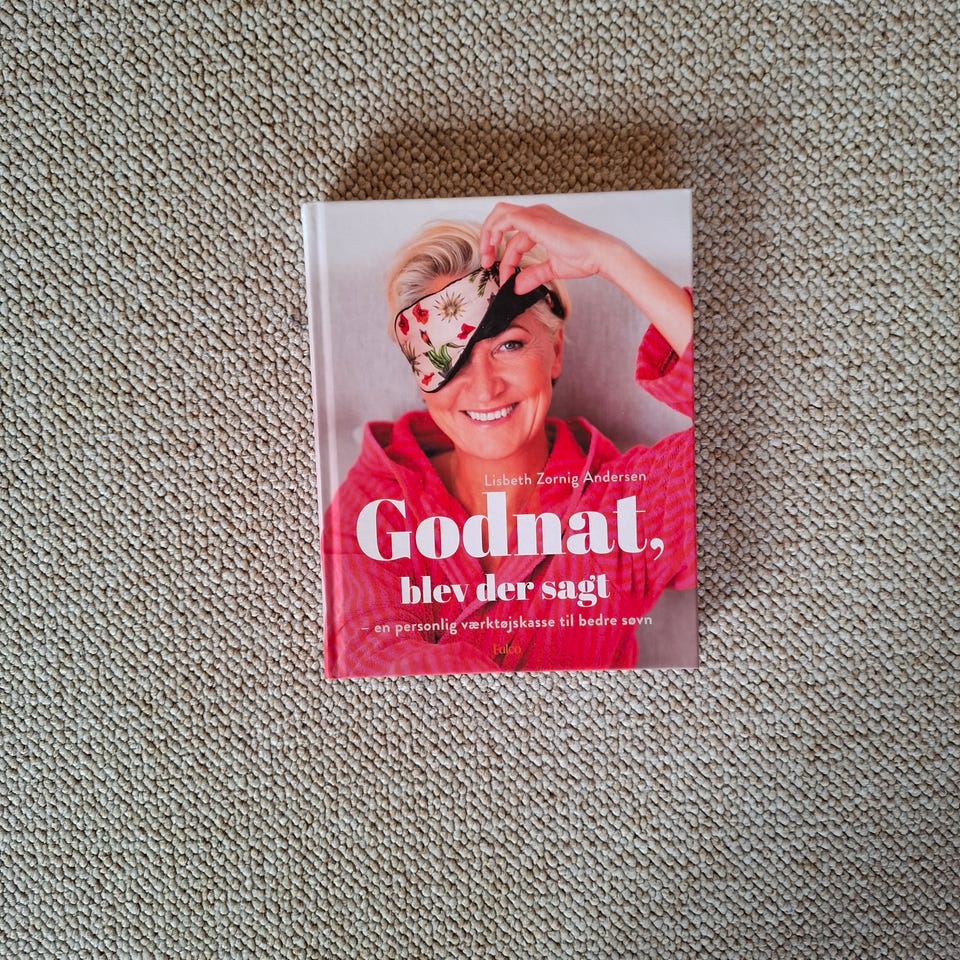 Lisbeth Zornig Andersen
Godnat,
blev der sagt
– en personlig værktøjskasse til bedre søvn
Falco